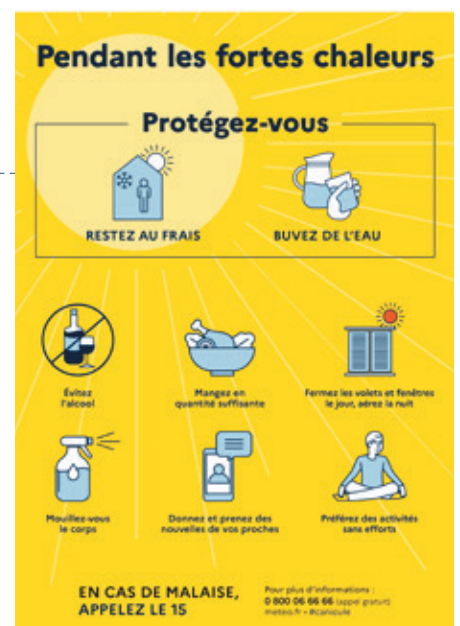 Pendant les fortes chaleurs
Protégez-vous
RESTEZ AU FRAIS
BUVEZ DE L'EAU
Évitez
l'alcool
Mangez en
quantité suffisante
Fermez les volets et fenêtres
le jour, aérez la nuit
Mouillez-vous
le corps
Donnez et prenez des
nouvelles de vos proches
Préférez des activités
sans efforts
EN CAS DE MALAISE,
APPELEZ LE 15
Pour plus d'informations :
0 800 06 66 66 (appel gratuit)
meteo.fr • #canicule